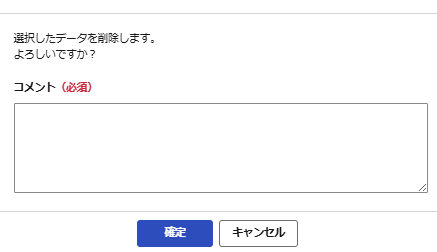 選択したデータを削除します。
よろしいですか？
コメント（必須）
確定
キャンセル